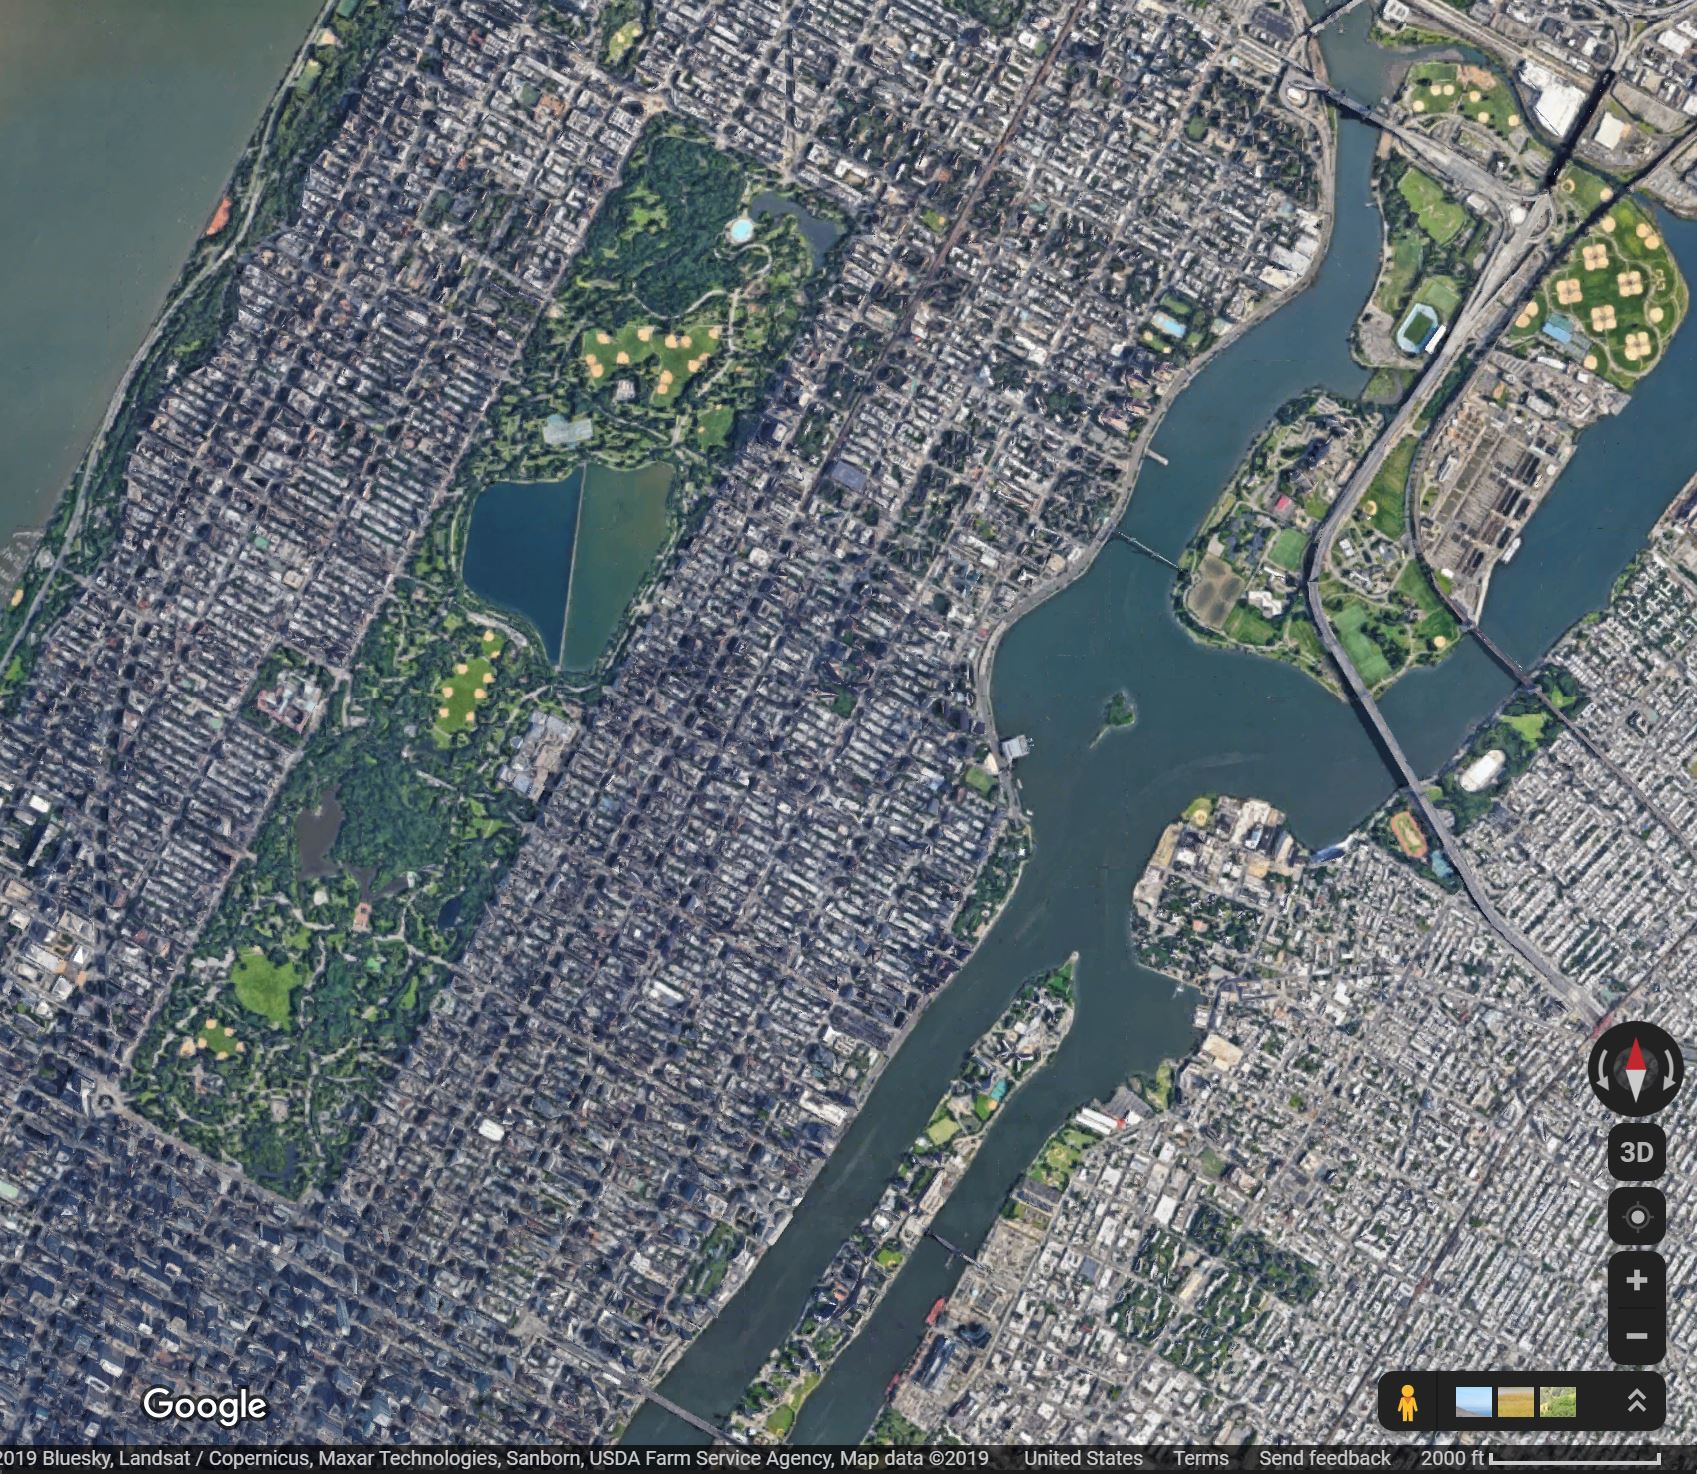 3D
Google
2019 Bluesky, Landsat / Copernicus, Maxar Technologies, Sanborn, USDA Farm Service Agency, Map data ©2019 United States Terms Send feedback 2000 ft